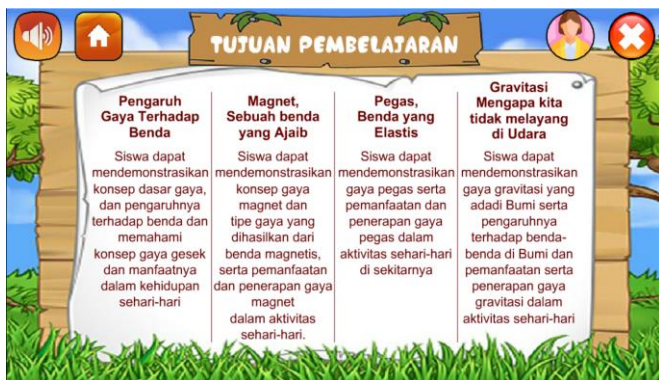 TUJUAN PEMBELAJARAN
Pengaruh
Gaya Terhadap
Benda
Siswa dapat
mendemonstrasikan
konsep dasar gaya,
dan pengaruhnya
terhadap benda dan
memahami
konsep gaya gesek
dan manfaatnya
dalam kehidupan
sehari-hari
Magnet,
Sebuah benda
yang Ajaib
Siswa dapat
mendemonstrasikan
konsep gaya
magnet dan
tipe gaya yang
dihasilkan dari
benda magnetis,
serta pemanfaatan
dan penerapan gaya
magnet
dalam aktivitas
sehari-hari.
Pegas,
Benda yang
Elastis
Siswa dapat
mendemonstrasikan
gaya pegas serta
pemanfaatan dan
penerapan gaya
pegas dalam
aktivitas sehari-hari
di sekitarnya
Gravitasi
Mengapa kita
tidak melayang
di Udara
Siswa dapat
mendemonstrasikan
gaya gravitasi yang
adadi Bumi serta
pengaruhnya
terhadap benda-
benda di Bumi dan
pemanfaatan serta
penerapan gaya
gravitasi dalam
aktivitas sehari-hari